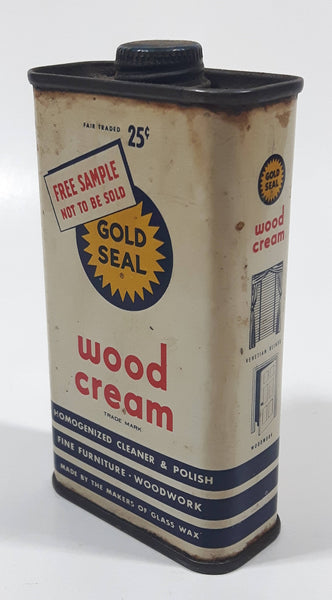 FAIR TRADED 25¢
FREE SAMPLE
NOT TO BE SOLD
GOLD
SEAL
wood
cream
TRADE MARK
HOMOGENIZED CLEANER & POLISH
FINE FURNITURE · WOODWORK
MADE BY THE MAKERS OF GLASS WAX
GOLD
SEAL
wood
cream
VENETIAN BLINDS
WOODWORK